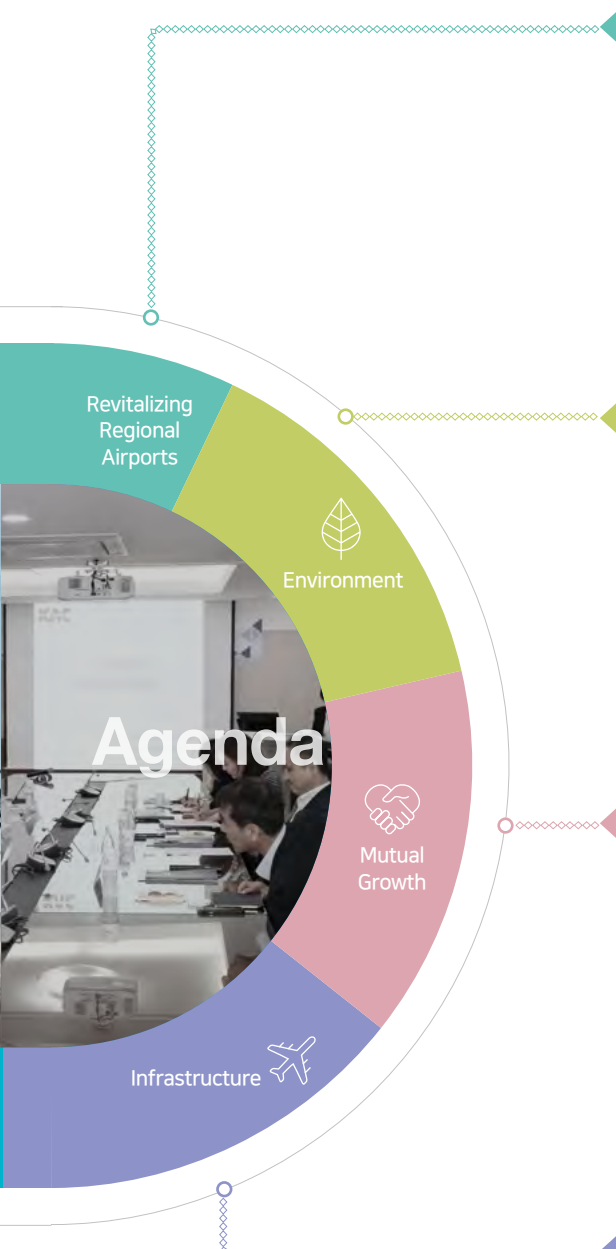 Revitalizing
Regional
Airports
Environment
Agenda
Mutual
Growth
Infrastructure